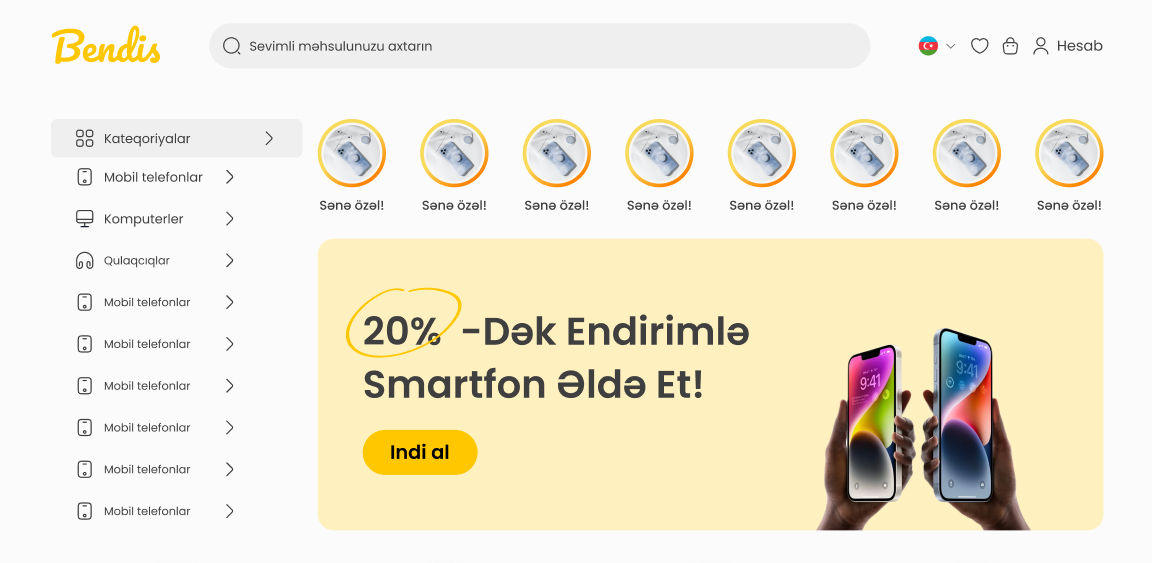 Bendis
Sevimli məhsulunuzu axtarın
Hesab
Kateqoriyalar
Mobil telefonlar
Komputerler
Qulaqcıqlar
Mobil telefonlar
Mobil telefonlar
Mobil telefonlar
Mobil telefonlar
Mobil telefonlar
Mobil telefonlar
Sənə özəl! Sənə özəl! Sənə özəl! Sənə özəl! Sənə özəl! Sənə özəl! Sənə özəl! Sənə özəl!
20% -Dək Endirimlə
Smartfon Əldə Et!
Indi al
9:41
9:41